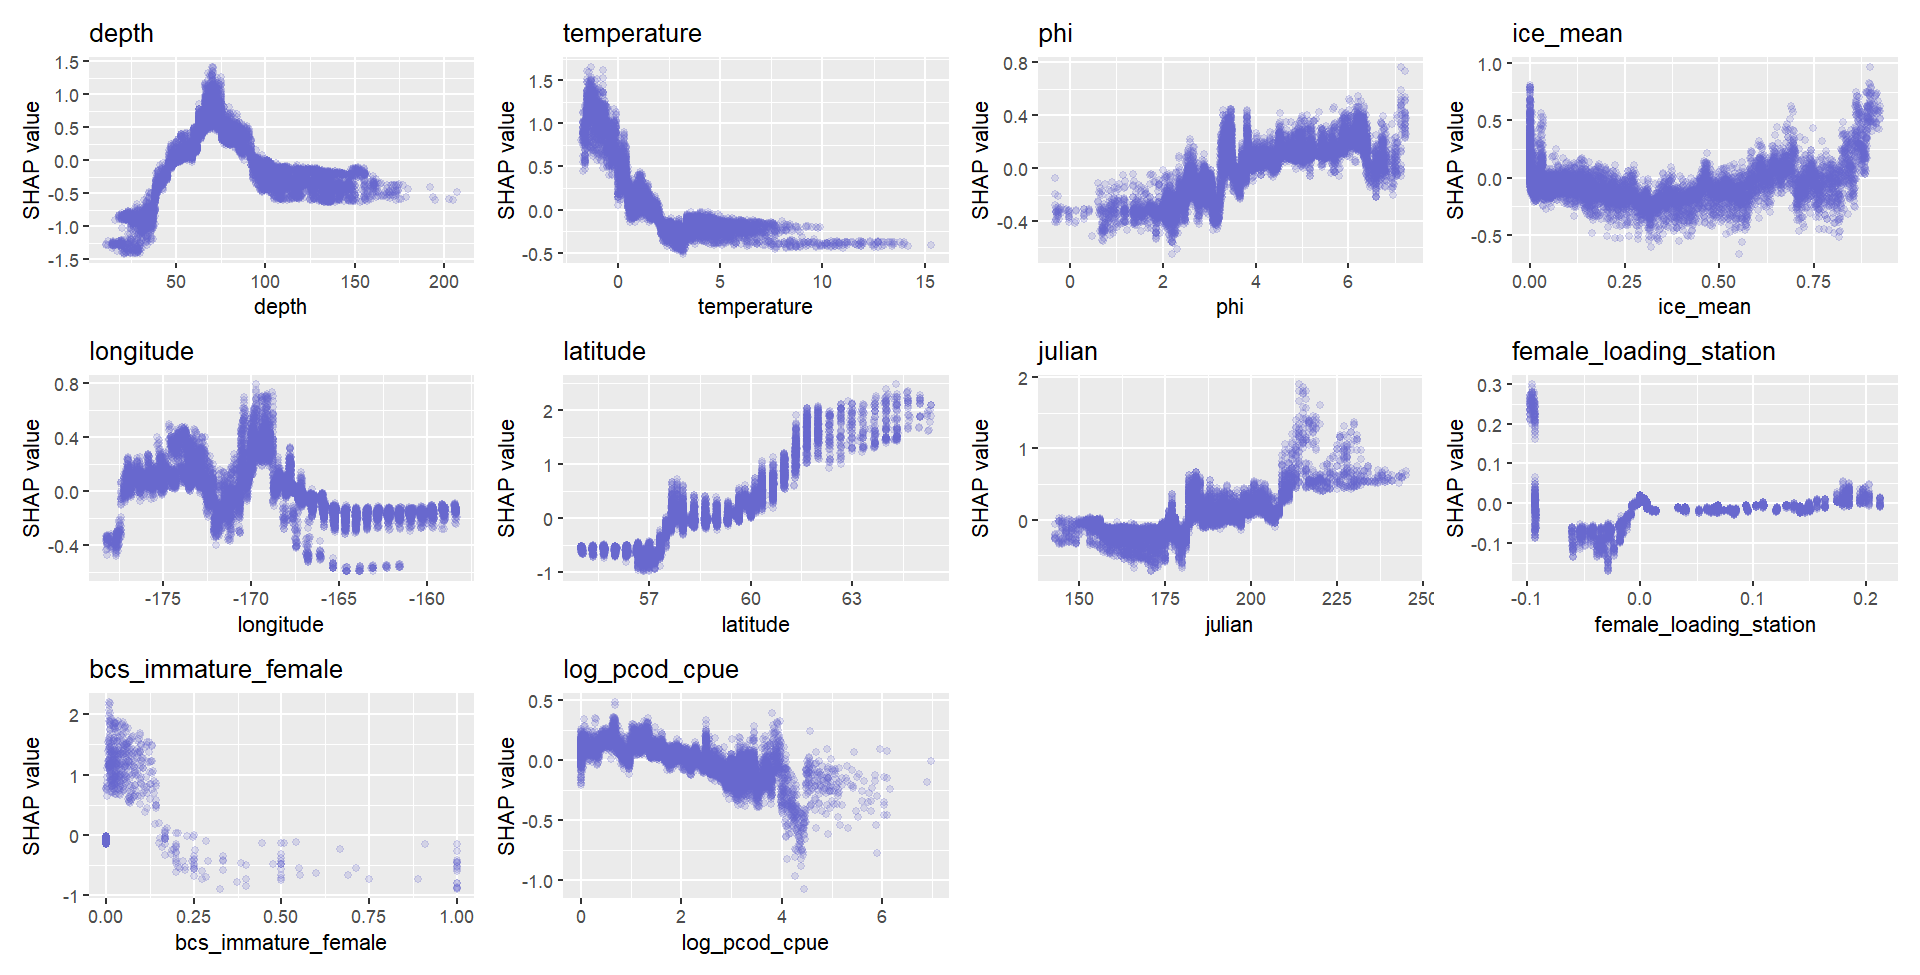 depth
SHAP value
1.5
1.0
0.5
0.0
-0.5
-1.0
-1.5
50 100 150 200
depth
temperature
SHAP value
1.5
1.0
0.5
0.0
-0.5
0 5 10 15
temperature
phi
SHAP value
0.8
0.4
0.0
-0.4
0 2 4 6
phi
ice_mean
SHAP value
1.0
0.5
0.0
-0.5
0.00 0.25 0.50 0.75
ice_mean
longitude
SHAP value
0.8
0.4
0.0
-0.4
-175 -170 -165 -160
longitude
latitude
SHAP value
2
1
0
-1
57 60 63
latitude
julian
SHAP value
2
1
0
150 175 200 225 250
julian
female_loading_station
SHAP value
0.3
0.2
0.1
0.0
-0.1
-0.1 0.0 0.1 0.2
female_loading_station
bcs_immature_female
SHAP value
2
1
0
-1
0.00 0.25 0.50 0.75 1.00
bcs_immature_female
log_pcod_cpue
SHAP value
0.5
0.0
-0.5
-1.0
0 2 4 6
log_pcod_cpue